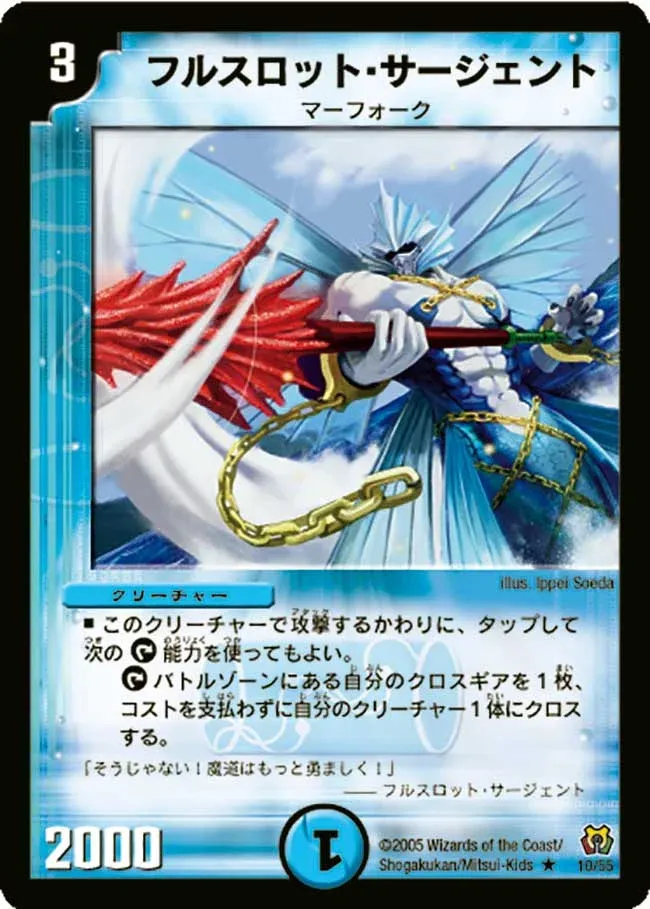 3
フルスロット・サージェント
マーフォーク
illus. Ippei Soeda
クリーチャー
■ このクリーチャーで攻撃するかわりに、タップして
次の 能力を使ってもよい。
バトルゾーンにある自分のクロスギアを1枚、
コストを支払わずに自分のクリーチャー1体にクロス
する。
「そうじゃない!魔道はもっと勇ましく!」
―― フルスロット・サージェント
2000
1
©2005 Wizards of the Coast/
Shogakukan/Mitsui-Kids ★ 10/55